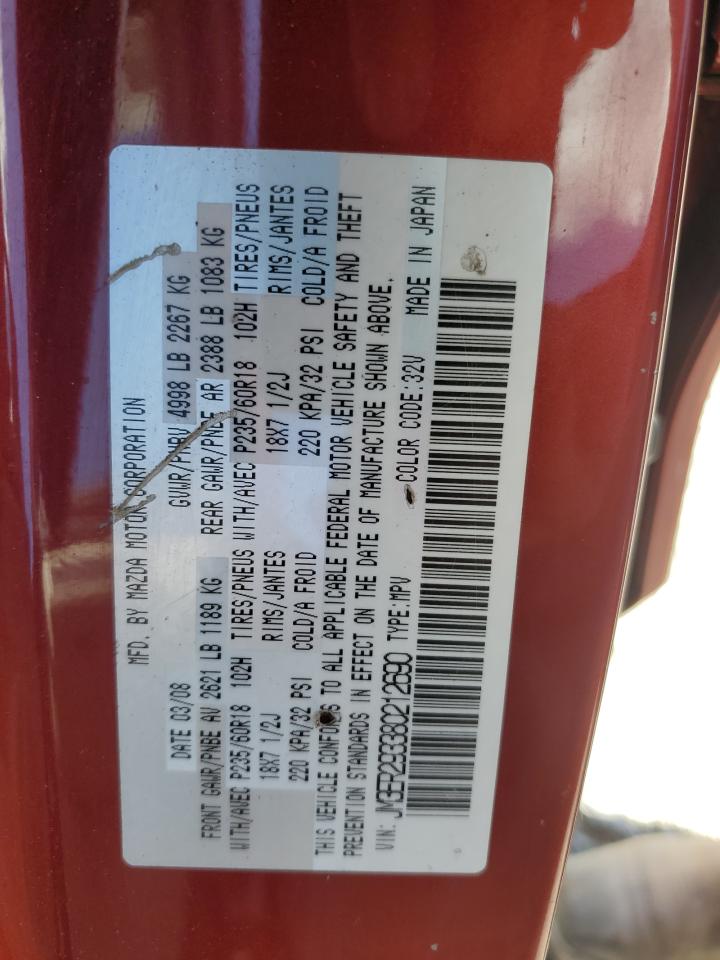 MFD. BY MAZDA MOTOR CORPORATION
DATE 03/08 GVWR/PNBV 4998 LB 2267 KG
FRONT GAWR/PNBE AV 2621 LB 1189 KG REAR GAWR/PNBE AR 2388 LB 1083 KG
WITH/AVEC P235/60R18 102H TIRES/PNEUS WITH/AVEC P235/60R18 102H TIRES/PNEUS
18X7 1/2J RIMS/JANTES 18X7 1/2J RIMS/JANTES
220 KPA/32 PSI COLD/A FROID 220 KPA/32 PSI COLD/A FROID
THIS VEHICLE CONFORMS TO ALL APPLICABLE FEDERAL MOTOR VEHICLE SAFETY AND THEFT
PREVENTION STANDARDS IN EFFECT ON THE DATE OF MANUFACTURE SHOWN ABOVE.
VIN: JM3ER293380212690 TYPE:MPV COLOR CODE:32V MADE IN JAPAN